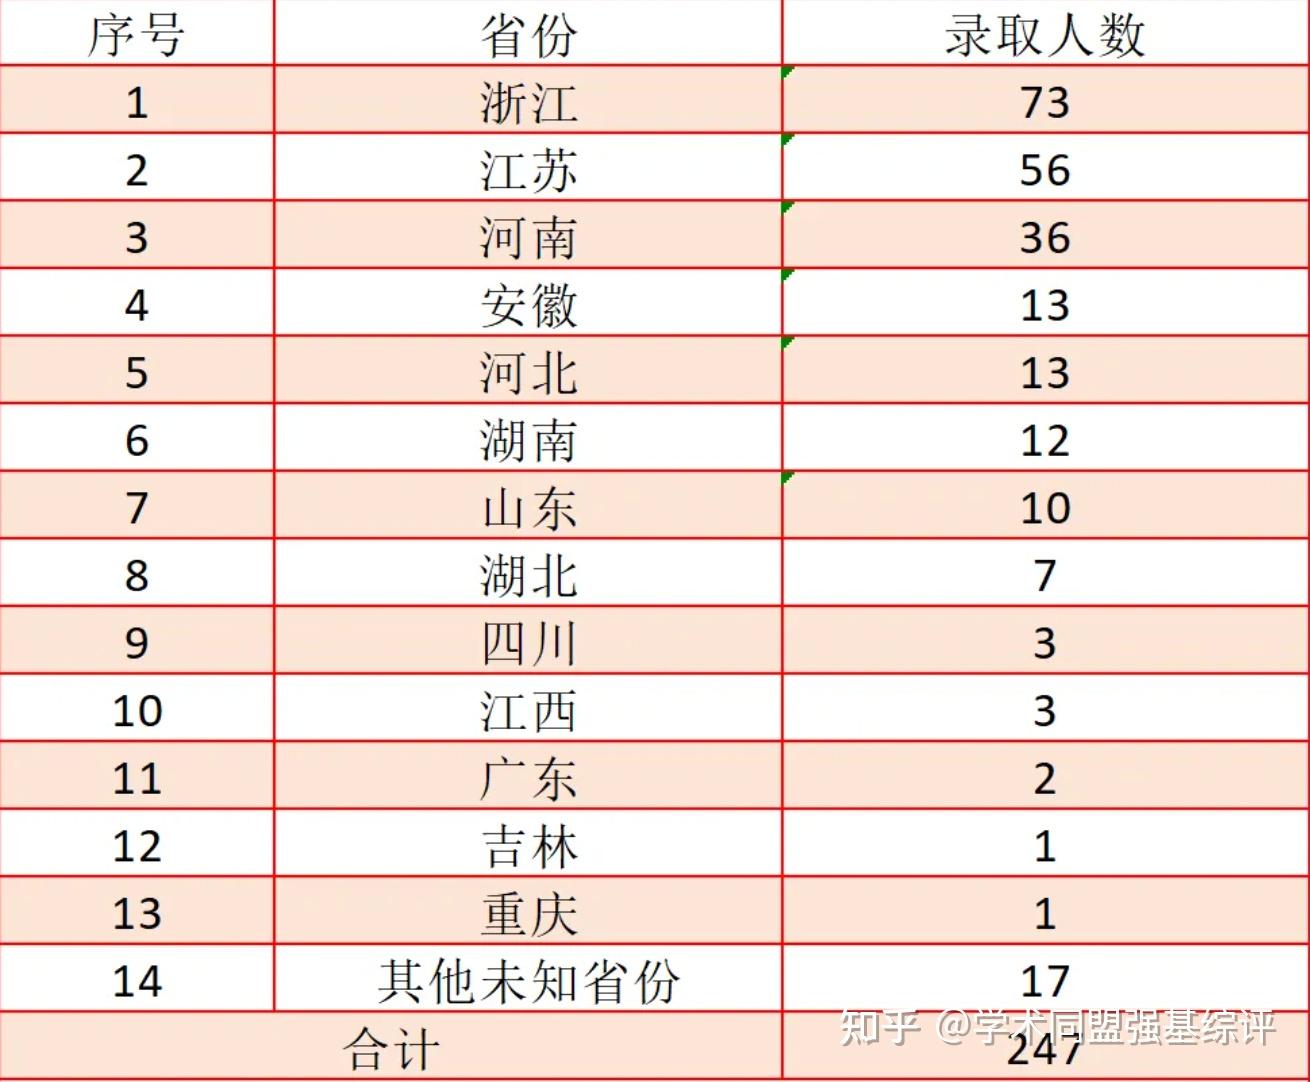 序号 省份 录取人数
1 浙江 73
2 江苏 56
3 河南 36
4 安徽 13
5 河北 13
6 湖南 12
7 山东 10
8 湖北 7
9 四川 3
10 江西 3
11 广东 2
12 吉林 1
13 重庆 1
14 其他未知省份 17
合计 247
知乎 @学术同盟强基综评